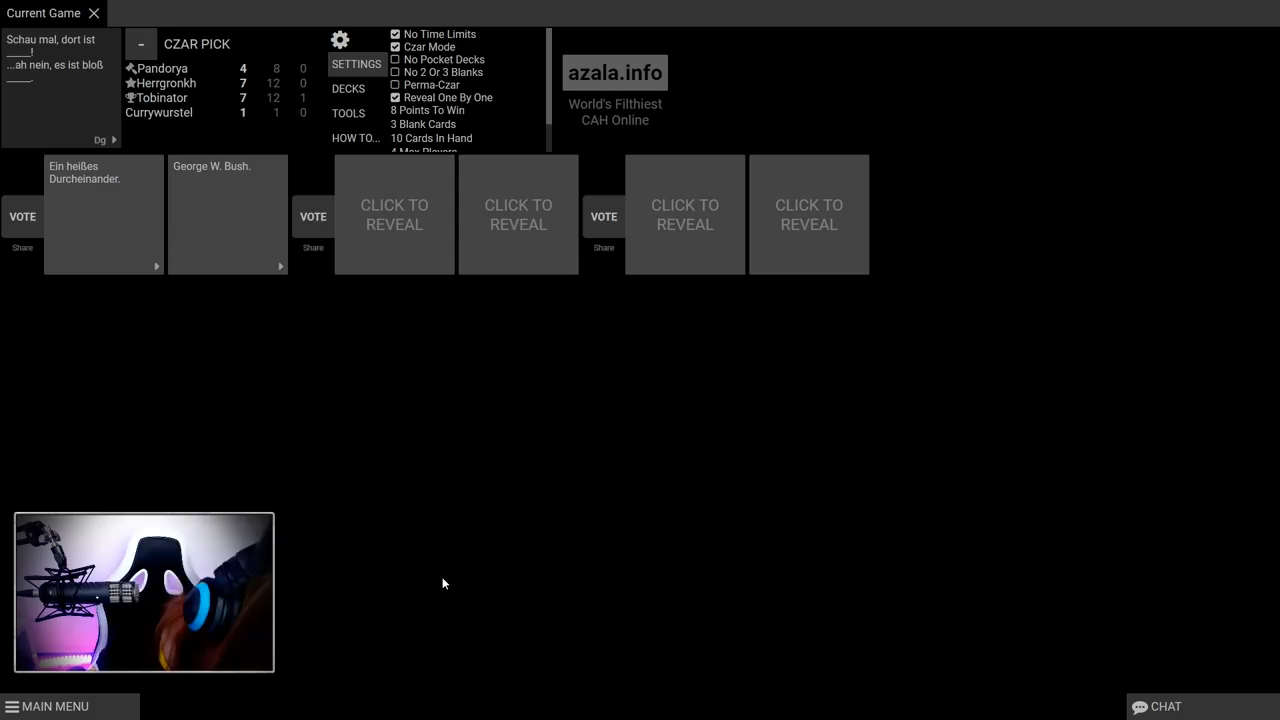 Current Game
Schau mal, dort ist
_____!
...ah nein, es ist bloß
_____.
Dg
-
CZAR PICK
Pandorya 4 8 0
Herrgronkh 7 12 0
Tobinator 7 12 1
Currywurstel 1 1 0
SETTINGS
DECKS
TOOLS
HOW TO...
No Time Limits
Czar Mode
No Pocket Decks
No 2 Or 3 Blanks
Perma-Czar
Reveal One By One
8 Points To Win
3 Blank Cards
10 Cards In Hand
4 Max Players
azala.info
World's Filthiest
CAH Online
VOTE
Share
Ein heißes
Durcheinander.
George W. Bush.
VOTE
Share
CLICK TO
REVEAL
CLICK TO
REVEAL
VOTE
Share
CLICK TO
REVEAL
CLICK TO
REVEAL
MAIN MENU
CHAT